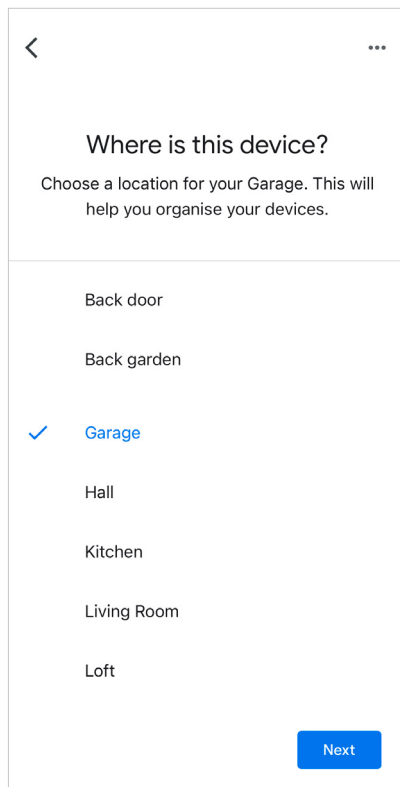 Where is this device?
Choose a location for your Garage. This will
help you organise your devices.
Back door
Back garden
Garage
Hall
Kitchen
Living Room
Loft
Next